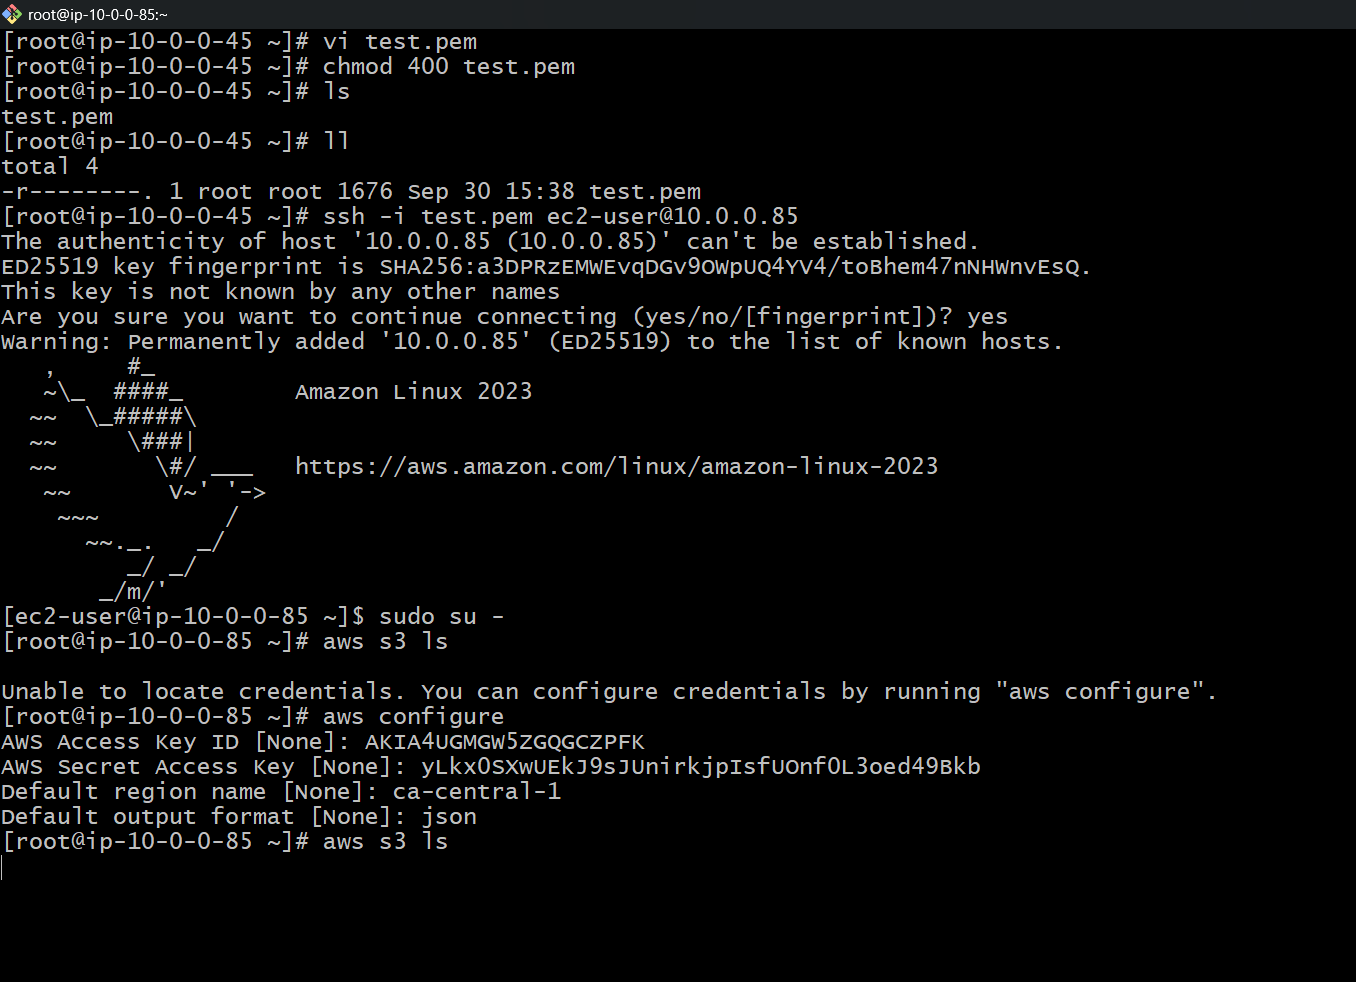 root@ip-10-0-0-85:~
[root@ip-10-0-0-45 ~]# vi test.pem
[root@ip-10-0-0-45 ~]# chmod 400 test.pem
[root@ip-10-0-0-45 ~]# ls
test.pem
[root@ip-10-0-0-45 ~]# ll
total 4
-r--------. 1 root root 1676 Sep 30 15:38 test.pem
[root@ip-10-0-0-45 ~]# ssh -i test.pem ec2-user@10.0.0.85
The authenticity of host '10.0.0.85 (10.0.0.85)' can't be established.
ED25519 key fingerprint is SHA256:a3DPRzEMWEvqDGv9OWpUQ4YV4/toBhem47nNHWnvEsQ.
This key is not known by any other names
Are you sure you want to continue connecting (yes/no/[fingerprint])? yes
Warning: Permanently added '10.0.0.85' (ED25519) to the list of known hosts.
   ,     #_
   ~\_  ####_        Amazon Linux 2023
  ~~  \_#####\
  ~~     \###|
  ~~       \#/ ___   https://aws.amazon.com/linux/amazon-linux-2023
   ~~       V~' '->
    ~~~         /
      ~~._.   _/
         _/ _/
       _/m/'
[ec2-user@ip-10-0-0-85 ~]$ sudo su -
[root@ip-10-0-0-85 ~]# aws s3 ls
Unable to locate credentials. You can configure credentials by running "aws configure".
[root@ip-10-0-0-85 ~]# aws configure
AWS Access Key ID [None]: AKIA4UGMGW5ZGQGCZPFK
AWS Secret Access Key [None]: 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
Default region name [None]: ca-central-1
Default output format [None]: json
[root@ip-10-0-0-85 ~]# aws s3 ls